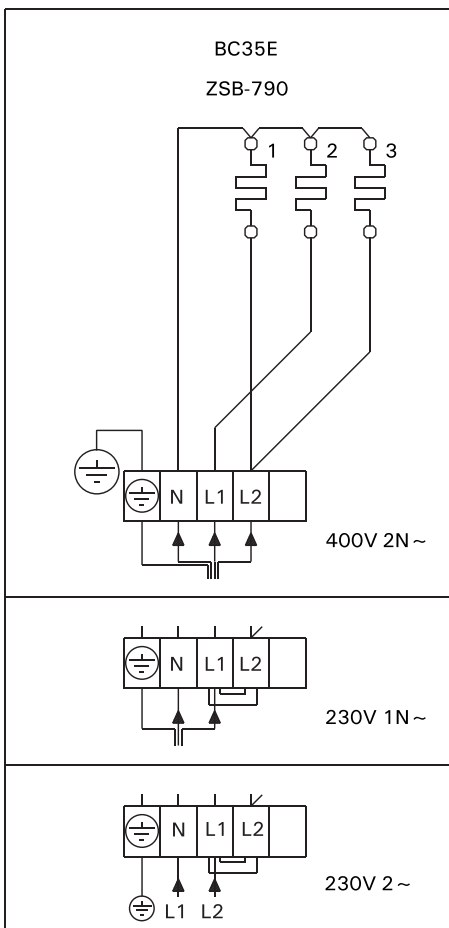 BC35E
ZSB-790
1 2 3
N L1 L2
400V 2N~
N L1 L2
230V 1N~
N L1 L2
230V 2~
L1 L2